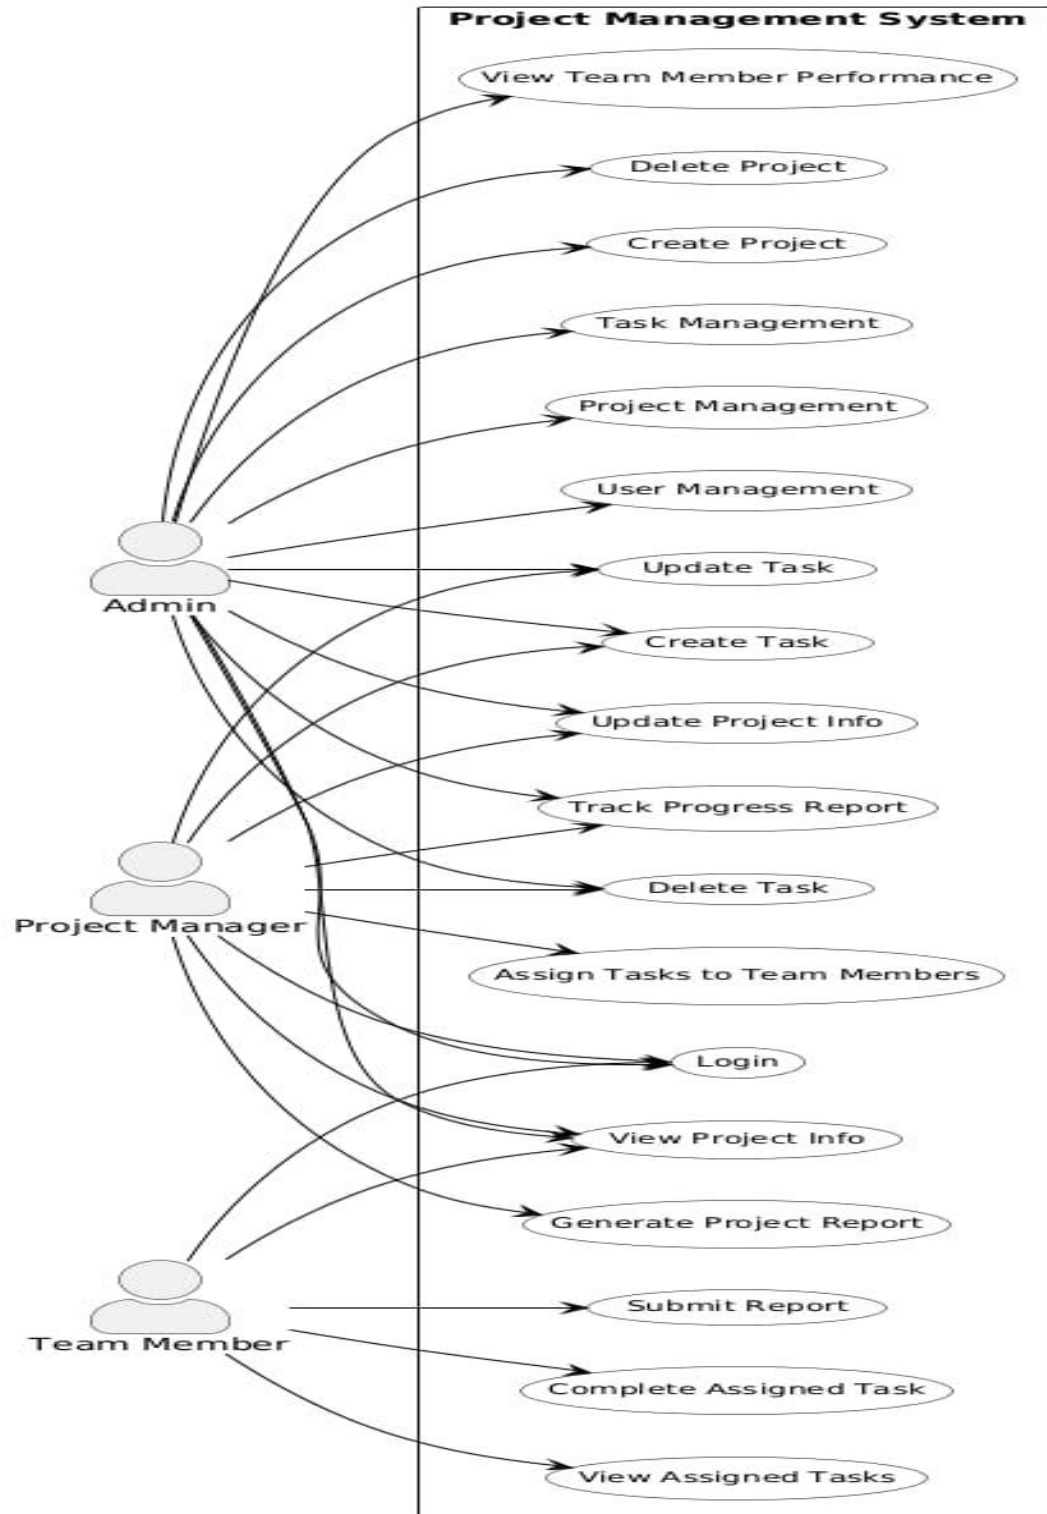 Project Management System
View Team Member Performance
Delete Project
Create Project
Task Management
Project Management
User Management
Update Task
Admin
Create Task
Update Project Info
Track Progress Report
Delete Task
Project Manager
Assign Tasks to Team Members
Login
View Project Info
Generate Project Report
Submit Report
Team Member
Complete Assigned Task
View Assigned Tasks